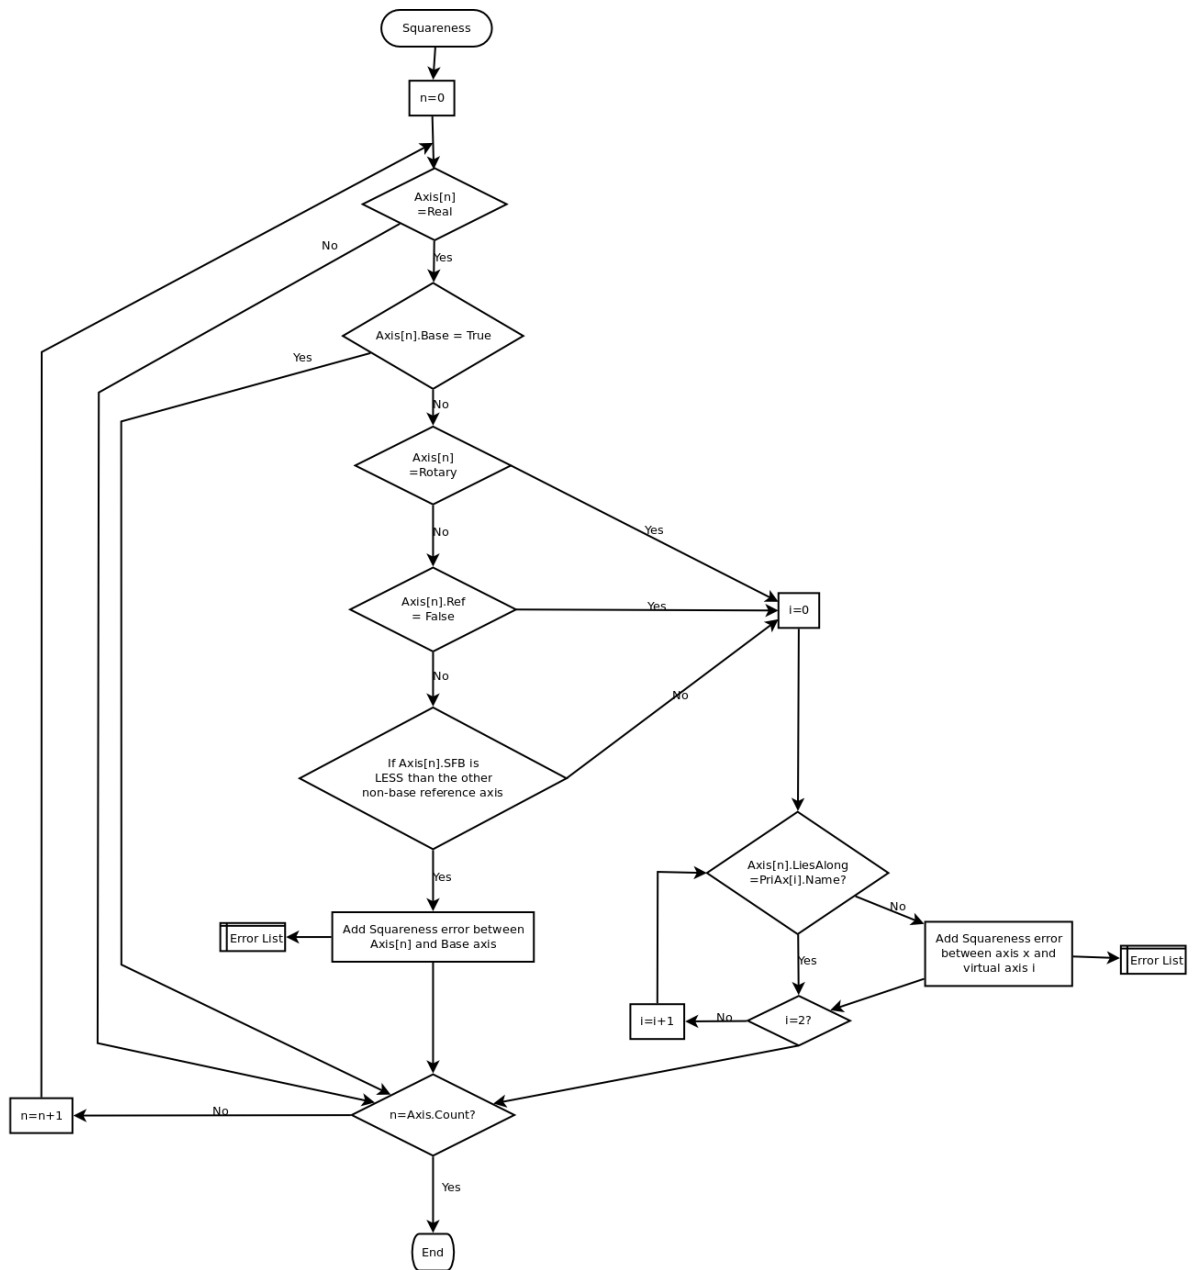 Squareness
n=0
Axis[n]
=Real
No
Yes
Axis[n].Base = True
Yes
No
Axis[n]
=Rotary
Yes
No
Axis[n].Ref
= False
Yes
i=0
No
No
If Axis[n].SFB is
LESS than the other
non-base reference axis
Yes
Axis[n].LiesAlong
=PriAx[i].Name?
No
Add Squareness error between
Axis[n] and Base axis
Error List
Add Squareness error
between axis x and
virtual axis i
Error List
Yes
i=2?
No
i=i+1
n=Axis.Count?
No
n=n+1
Yes
End